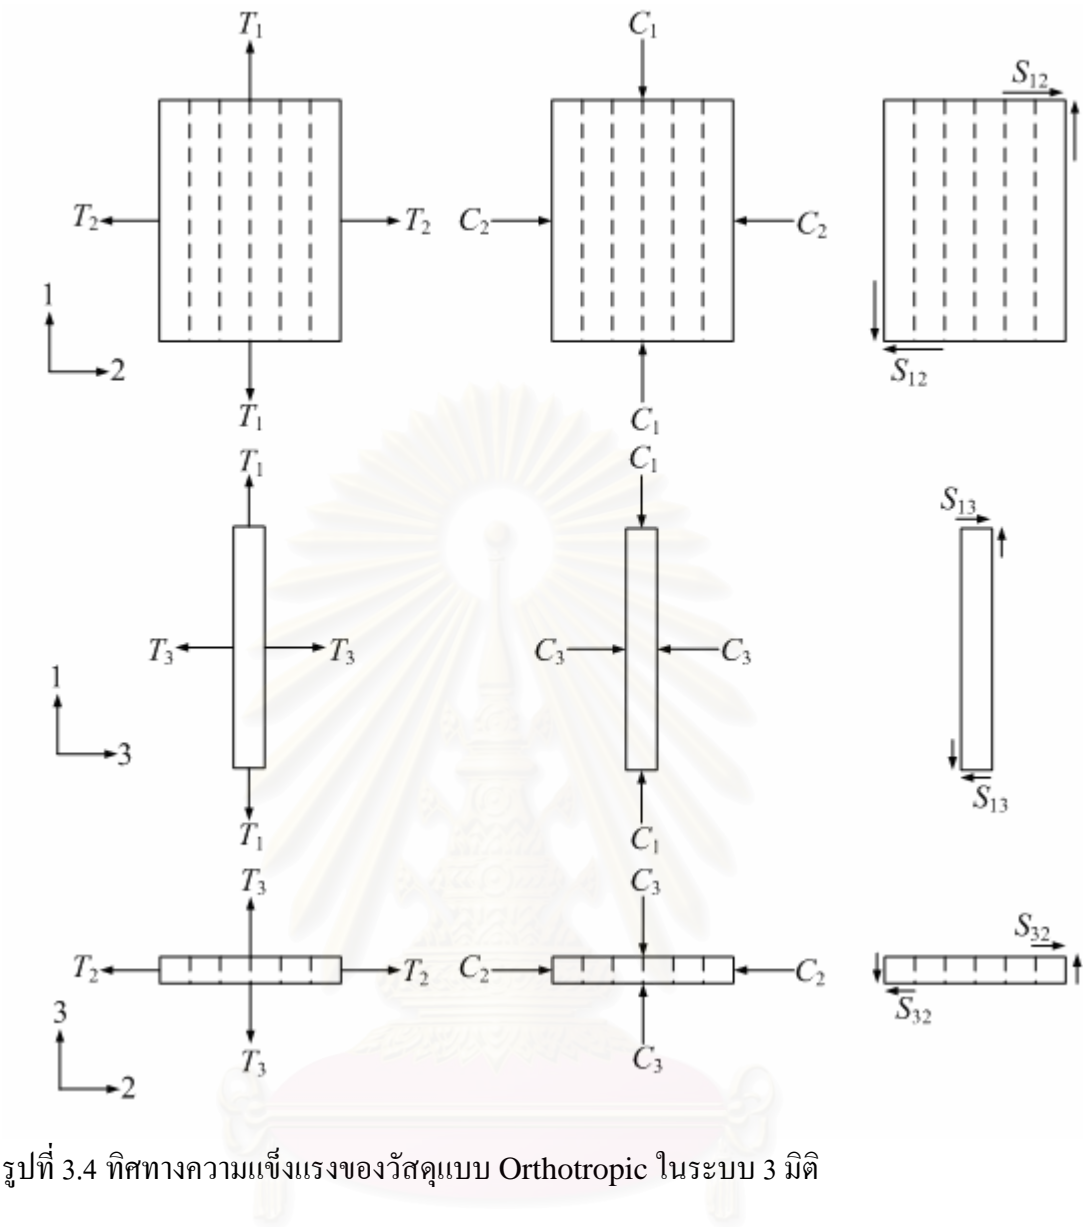 T1 C1 S12
T2 T2 C2 C2
1
2
S12
T1 C1
T1 C1
S13
T3 T3 C3 C3
1
3
S13
T1 C1
T3 C3
S32
T2 T2 C2 C2
S32
3
T3 C3
2
รูปที่ 3.4 ทิศทางความแข็งแรงของวัสดุแบบ Orthotropic ในระบบ 3 มิติ